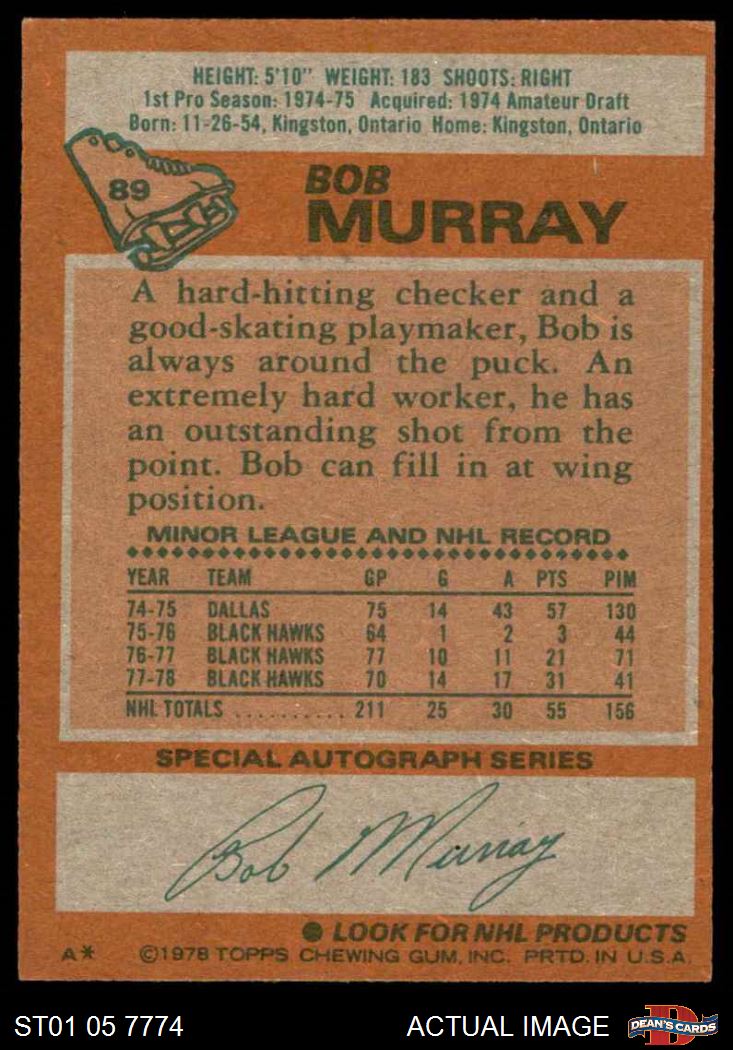 HEIGHT: 5'10" WEIGHT: 183 SHOOTS: RIGHT
1st Pro Season: 1974-75 Acquired: 1974 Amateur Draft
Born: 11-26-54, Kingston, Ontario Home: Kingston, Ontario
89
BOB
MURRAY
A hard-hitting checker and a
good-skating playmaker, Bob is
always around the puck. An
extremely hard worker, he has
an outstanding shot from the
point. Bob can fill in at wing
position.
MINOR LEAGUE AND NHL RECORD
YEAR TEAM GP G A PTS PIM
74-75 DALLAS 75 14 43 57 130
75-76 BLACK HAWKS 64 1 2 3 44
76-77 BLACK HAWKS 77 10 11 21 71
77-78 BLACK HAWKS 70 14 17 31 41
NHL TOTALS .......... 211 25 30 55 156
SPECIAL AUTOGRAPH SERIES
Bob Murray
● LOOK FOR NHL PRODUCTS
A* ©1978 TOPPS CHEWING GUM, INC. PRTD. IN U.S.A.
ST01 05 7774 ACTUAL IMAGE D DEAN'S CARDS